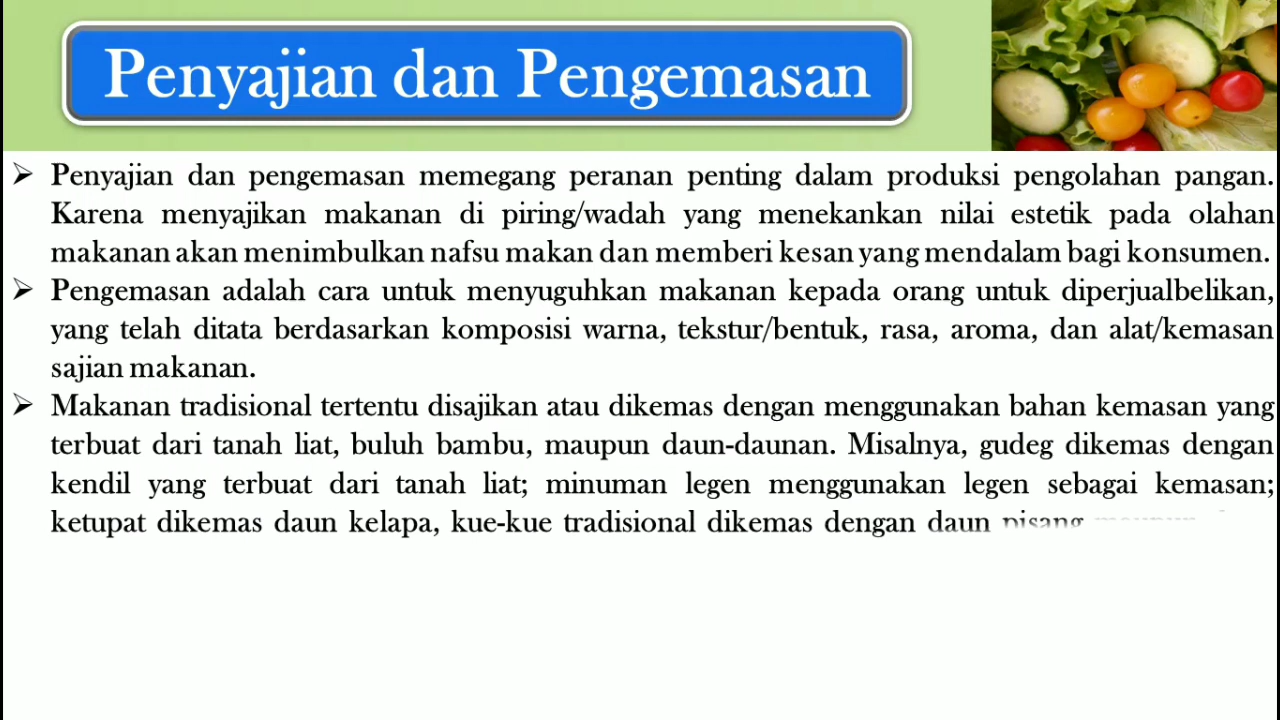 Penyajian dan Pengemasan
➢ Penyajian dan pengemasan memegang peranan penting dalam produksi pengolahan pangan.
Karena menyajikan makanan di piring/wadah yang menekankan nilai estetik pada olahan
makanan akan menimbulkan nafsu makan dan memberi kesan yang mendalam bagi konsumen.
➢ Pengemasan adalah cara untuk menyuguhkan makanan kepada orang untuk diperjualbelikan,
yang telah ditata berdasarkan komposisi warna, tekstur/bentuk, rasa, aroma, dan alat/kemasan
sajian makanan.
➢ Makanan tradisional tertentu disajikan atau dikemas dengan menggunakan bahan kemasan yang
terbuat dari tanah liat, buluh bambu, maupun daun-daunan. Misalnya, gudeg dikemas dengan
kendil yang terbuat dari tanah liat; minuman legen menggunakan legen sebagai kemasan;
ketupat dikemas daun kelapa, kue-kue tradisional dikemas dengan daun pisang